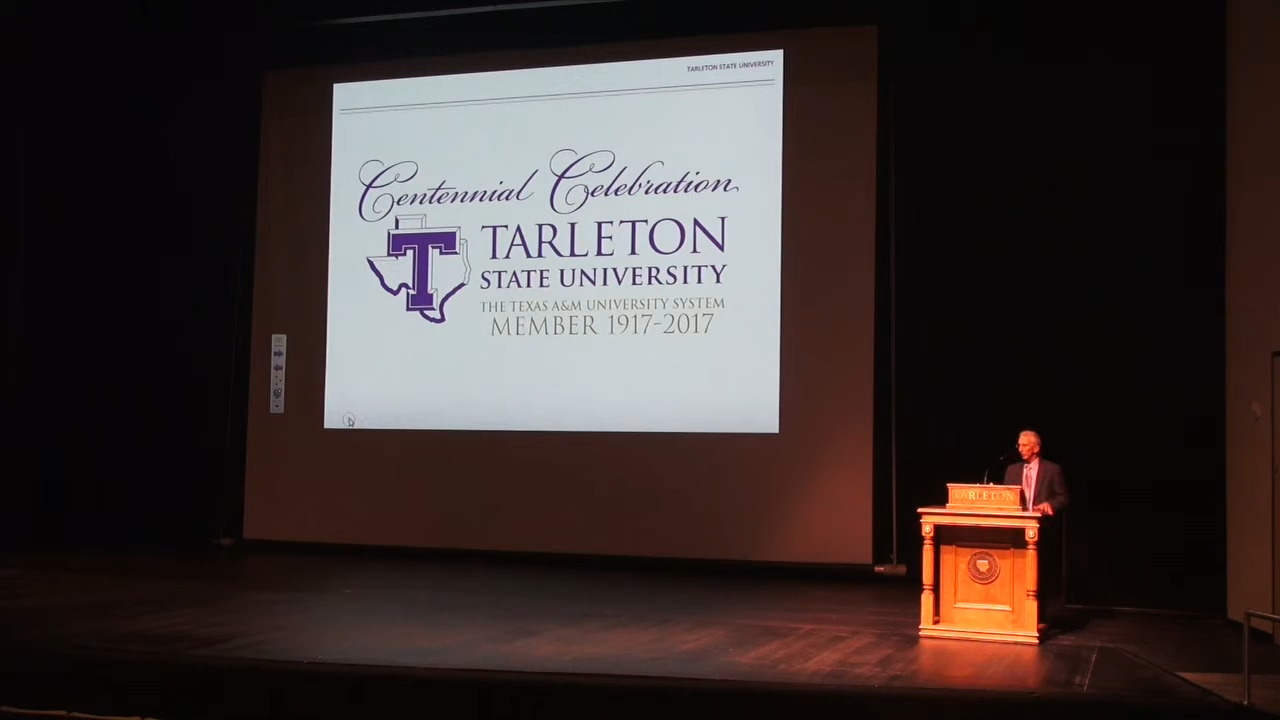 TARLETON STATE UNIVERSITY
Centennial Celebration
T
TARLETON
STATE UNIVERSITY
THE TEXAS A&M UNIVERSITY SYSTEM
MEMBER 1917-2017
TARLETON